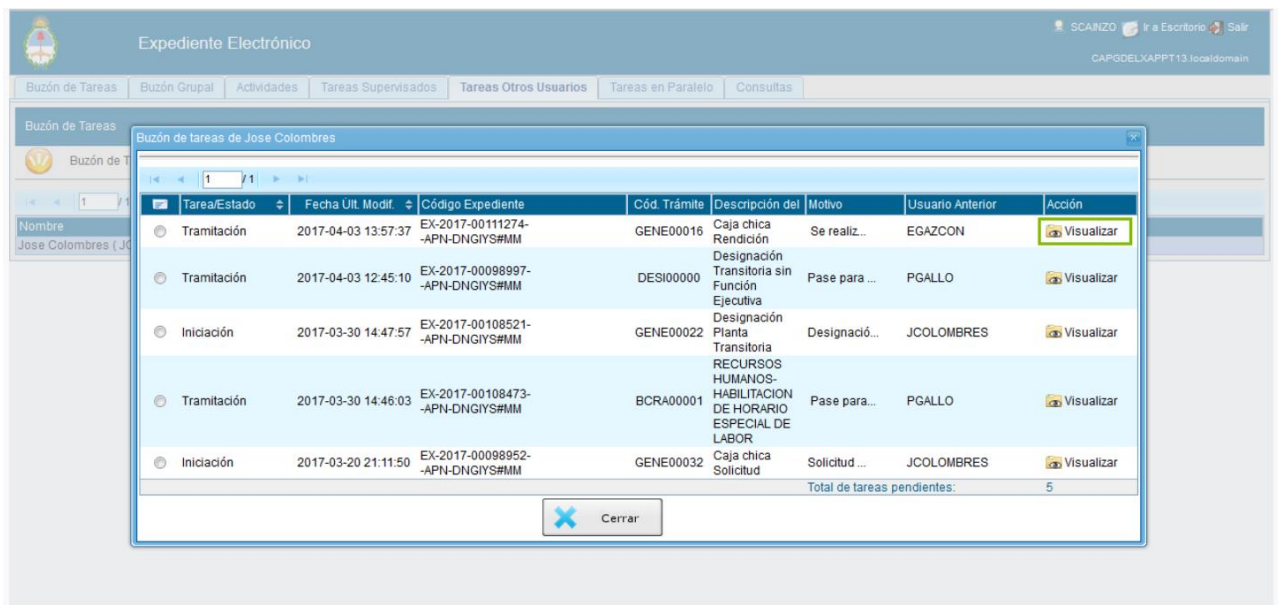 SCAINZO Ir a Escritorio Salir
Expediente Electrónico
CAPGDELXAPPT13.localdomain
Buzón de Tareas Buzón Grupal Actividades Tareas Supervisados Tareas Otros Usuarios Tareas en Paralelo Consultas
Buzón de Tareas
Buzón de tareas de Jose Colombres
Buzón de T
1 /1
1 /1
Tarea/Estado Fecha Últ. Modif. Código Expediente Cód. Trámite Descripción del Motivo Usuario Anterior Acción
Nombre
Jose Colombres ( JC
Tramitación 2017-04-03 13:57:37 EX-2017-00111274- GENE00016 Caja chica Se realiz... EGAZCON Visualizar
-APN-DNGIYS#MM Rendición
Designación
Tramitación 2017-04-03 12:45:10 EX-2017-00098997- DESI00000 Transitoria sin Pase para ... PGALLO Visualizar
-APN-DNGIYS#MM Función
Ejecutiva
Designación
Iniciación 2017-03-30 14:47:57 EX-2017-00108521- GENE00022 Planta Designació... JCOLOMBRES Visualizar
-APN-DNGIYS#MM Transitoria
RECURSOS
HUMANOS-
Tramitación 2017-03-30 14:46:03 EX-2017-00108473- BCRA00001 HABILITACION Pase para... PGALLO Visualizar
-APN-DNGIYS#MM DE HORARIO
ESPECIAL DE
LABOR
Iniciación 2017-03-20 21:11:50 EX-2017-00098952- GENE00032 Caja chica Solicitud ... JCOLOMBRES Visualizar
-APN-DNGIYS#MM Solicitud
Total de tareas pendientes: 5
Cerrar